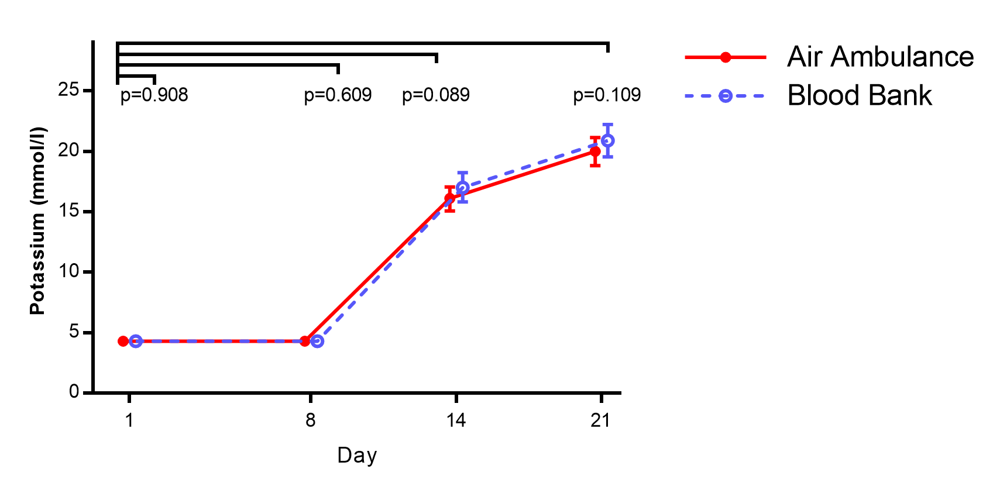 Air Ambulance
Blood Bank
p=0.908 p=0.609 p=0.089 p=0.109
25
20
15
10
5
0
Potassium (mmol/l)
1 8 14 21
Day